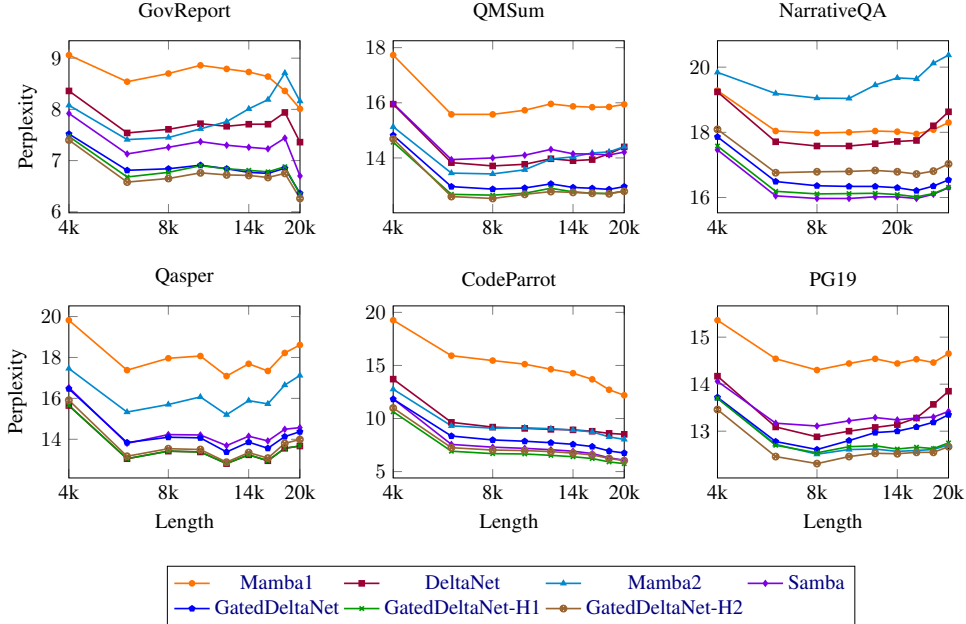 GovReport
QMSum
NarrativeQA
Perplexity
9
8
7
6
4k 8k 14k 20k
18
16
14
4k 8k 14k 20k
20
18
16
4k 8k 14k 20k
Qasper
CodeParrot
PG19
Perplexity
20
18
16
14
4k 8k 14k 20k
Length
20
15
10
5
4k 8k 14k 20k
Length
15
14
13
4k 8k 14k 20k
Length
Mamba1 DeltaNet Mamba2 Samba
GatedDeltaNet GatedDeltaNet-H1 GatedDeltaNet-H2